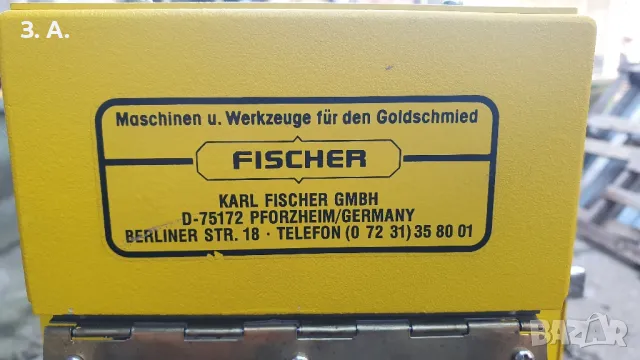 З. А.
Maschinen u. Werkzeuge für den Goldschmied
FISCHER
KARL FISCHER GMBH
D-75172 PFORZHEIM/GERMANY
BERLINER STR. 18 · TELEFON (0 72 31) 35 80 01
BAZAR